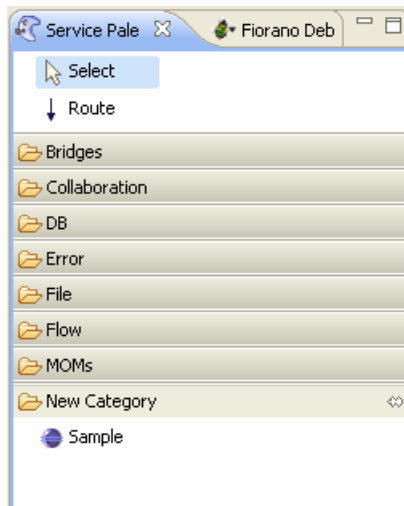 Service Pale Fiorano Deb
Select
Route
Bridges
Collaboration
DB
Error
File
Flow
MOMs
New Category
Sample